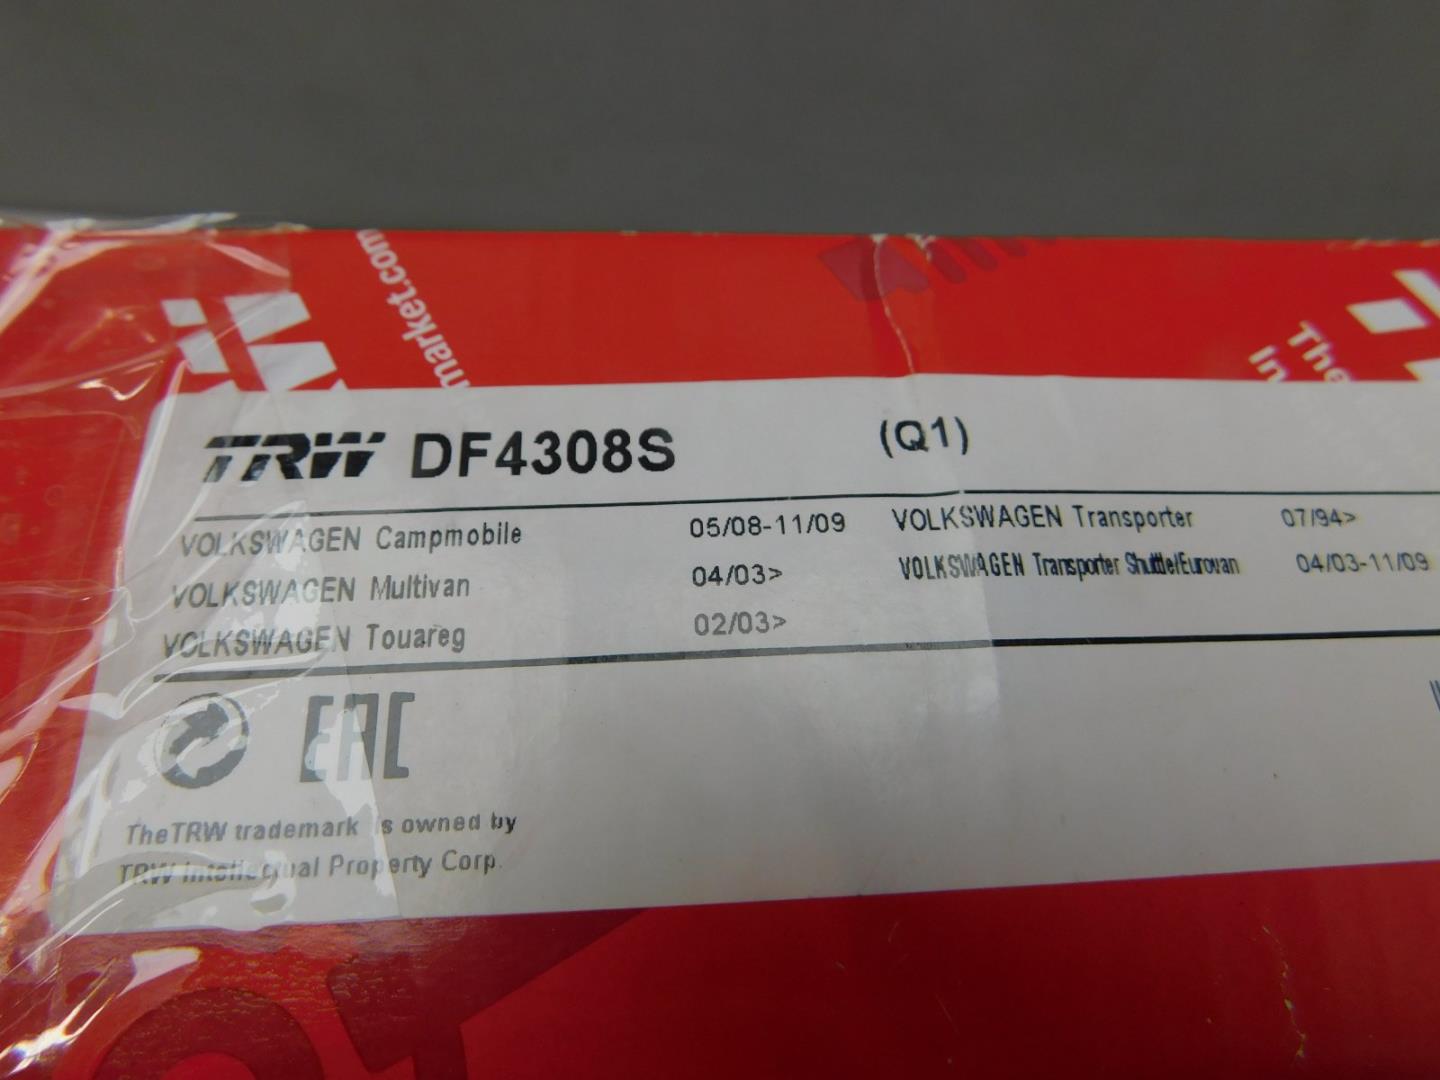 market.com
The
In
TRW DF4308S (Q1)
VOLKSWAGEN Campmobile 05/08-11/09 VOLKSWAGEN Transporter 07/94>
VOLKSWAGEN Multivan 04/03> VOLKSWAGEN Transporter Shuttle/Eurovan 04/03-11/09
VOLKSWAGEN Touareg 02/03>
EAC
The TRW trademark is owned by
TRW Intellectual Property Corp.